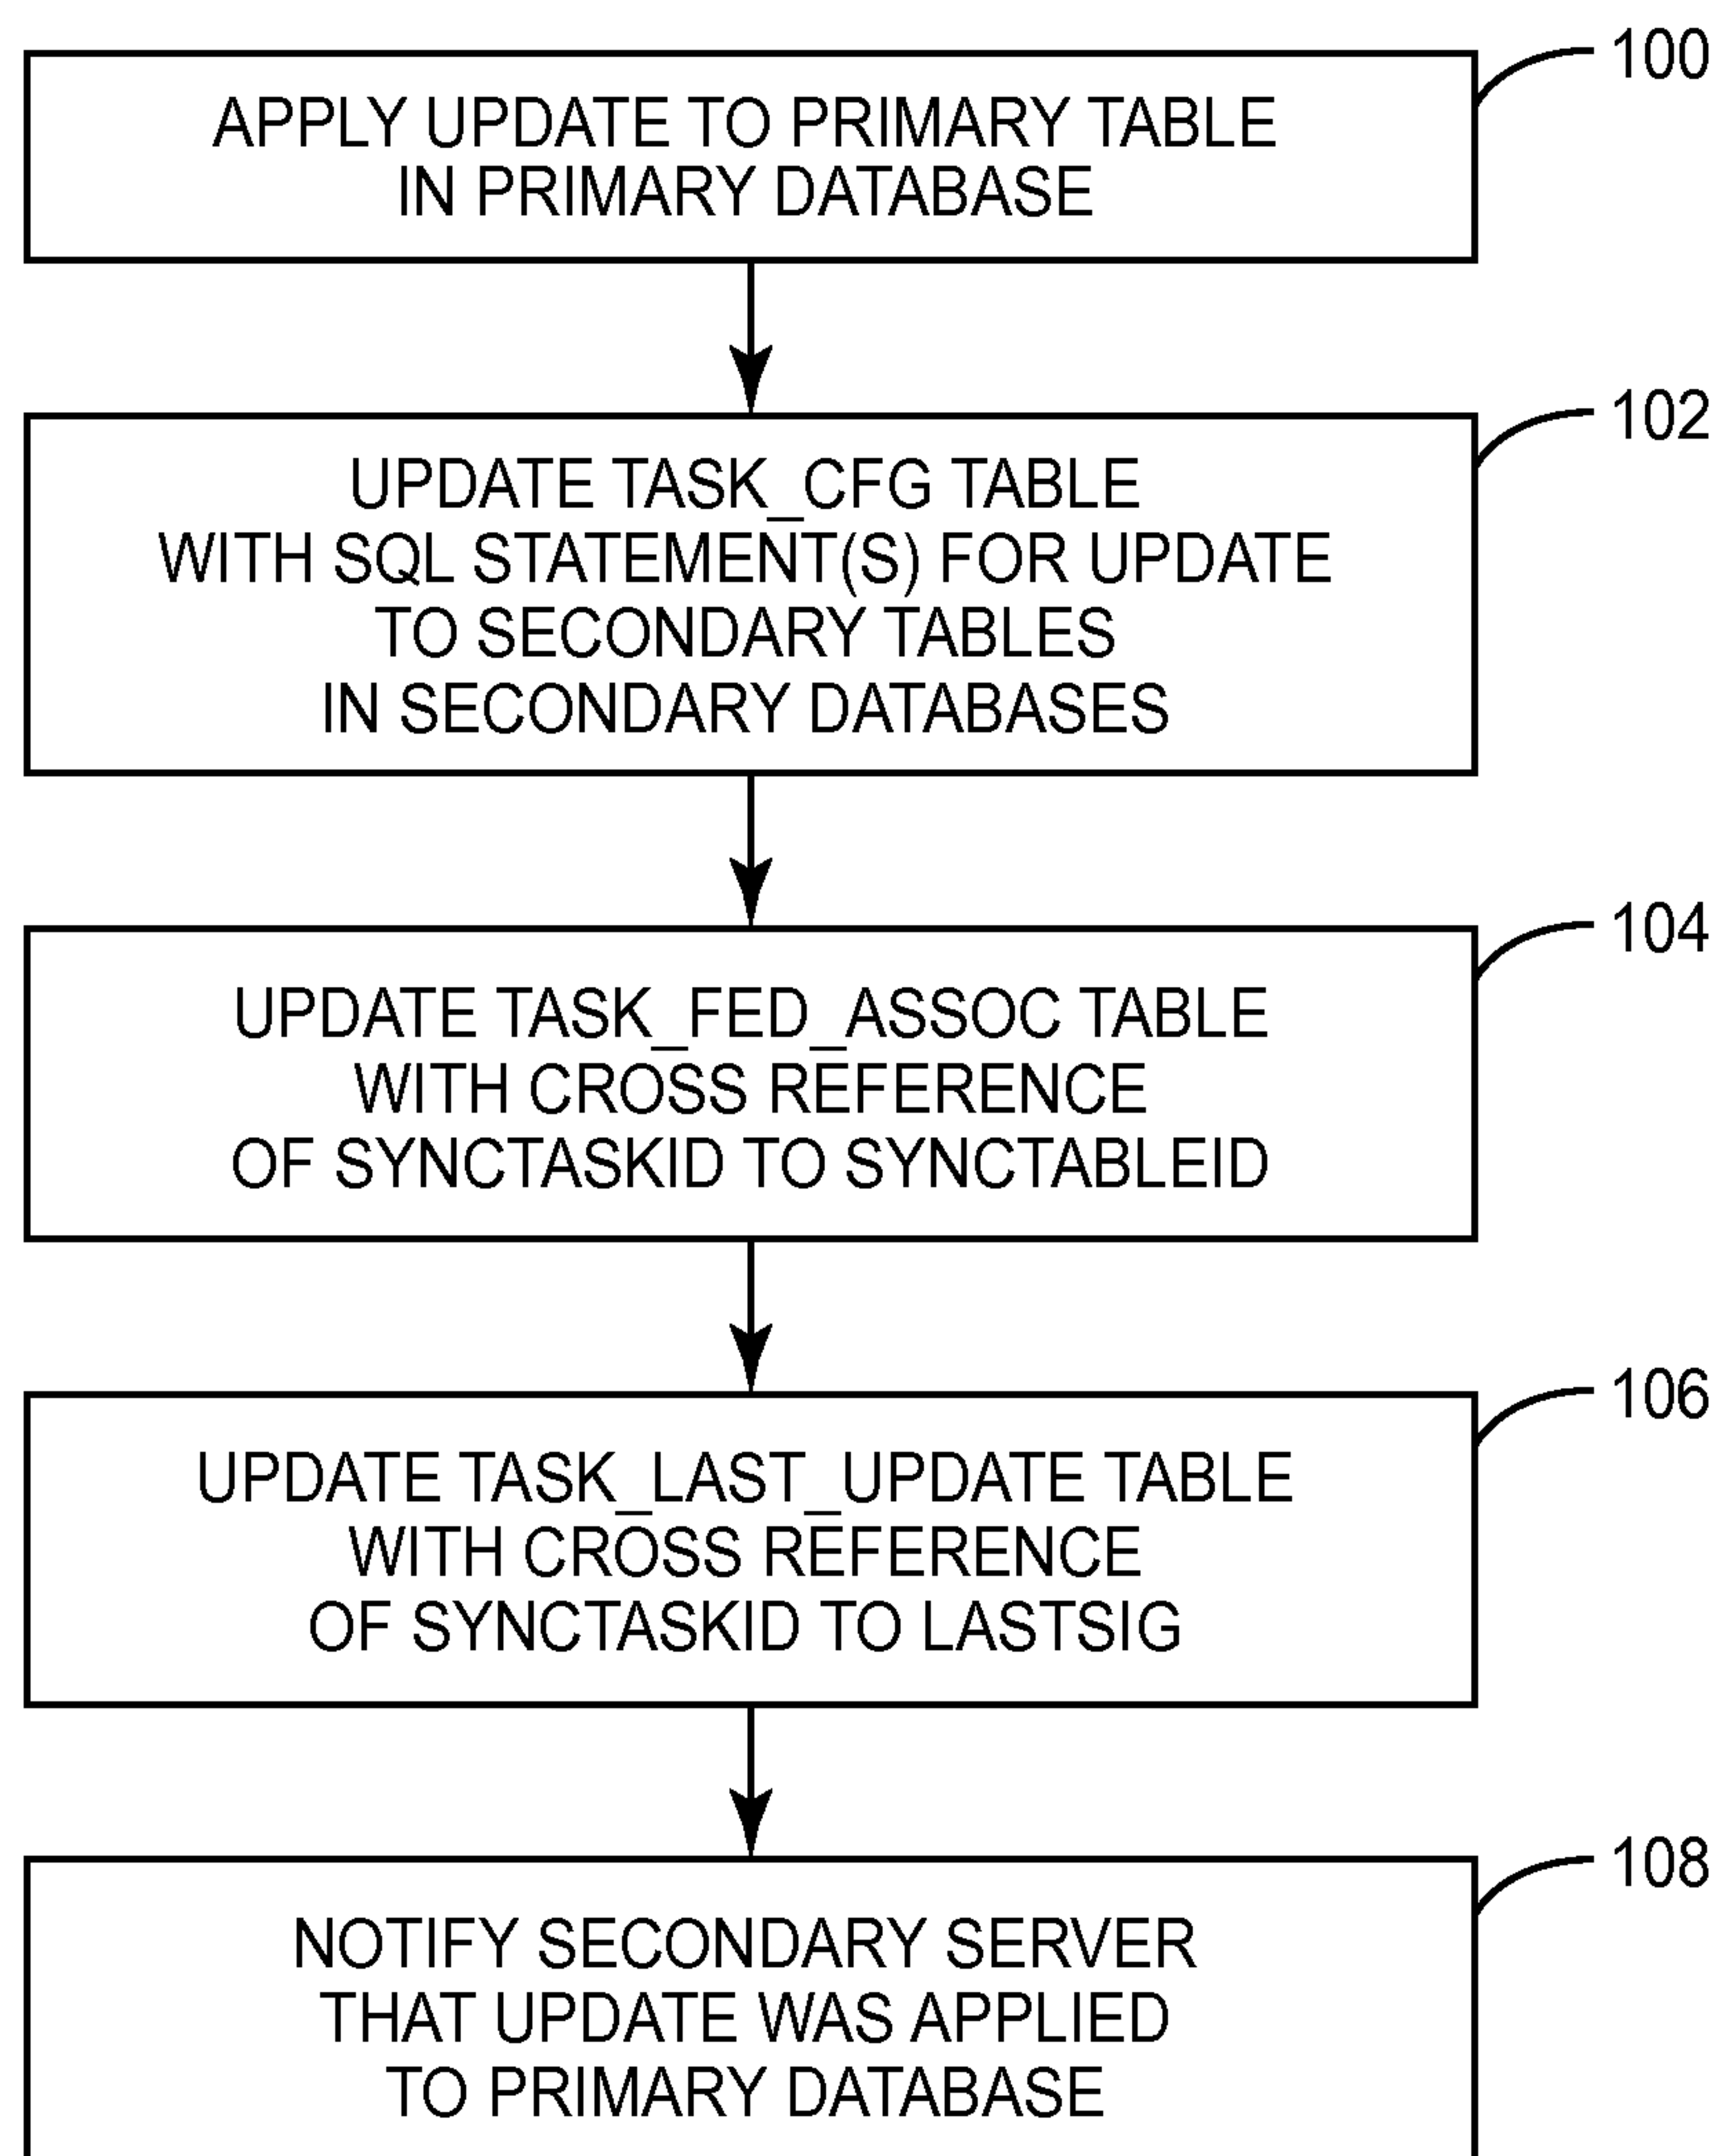 100
APPLY UPDATE TO PRIMARY TABLE
IN PRIMARY DATABASE
102
UPDATE TASK_CFG TABLE
WITH SQL STATEMENT(S) FOR UPDATE
TO SECONDARY TABLES
IN SECONDARY DATABASES
104
UPDATE TASK_FED_ASSOC TABLE
WITH CROSS REFERENCE
OF SYNCTASKID TO SYNCTABLEID
106
UPDATE TASK_LAST_UPDATE TABLE
WITH CROSS REFERENCE
OF SYNCTASKID TO LASTSIG
108
NOTIFY SECONDARY SERVER
THAT UPDATE WAS APPLIED
TO PRIMARY DATABASE